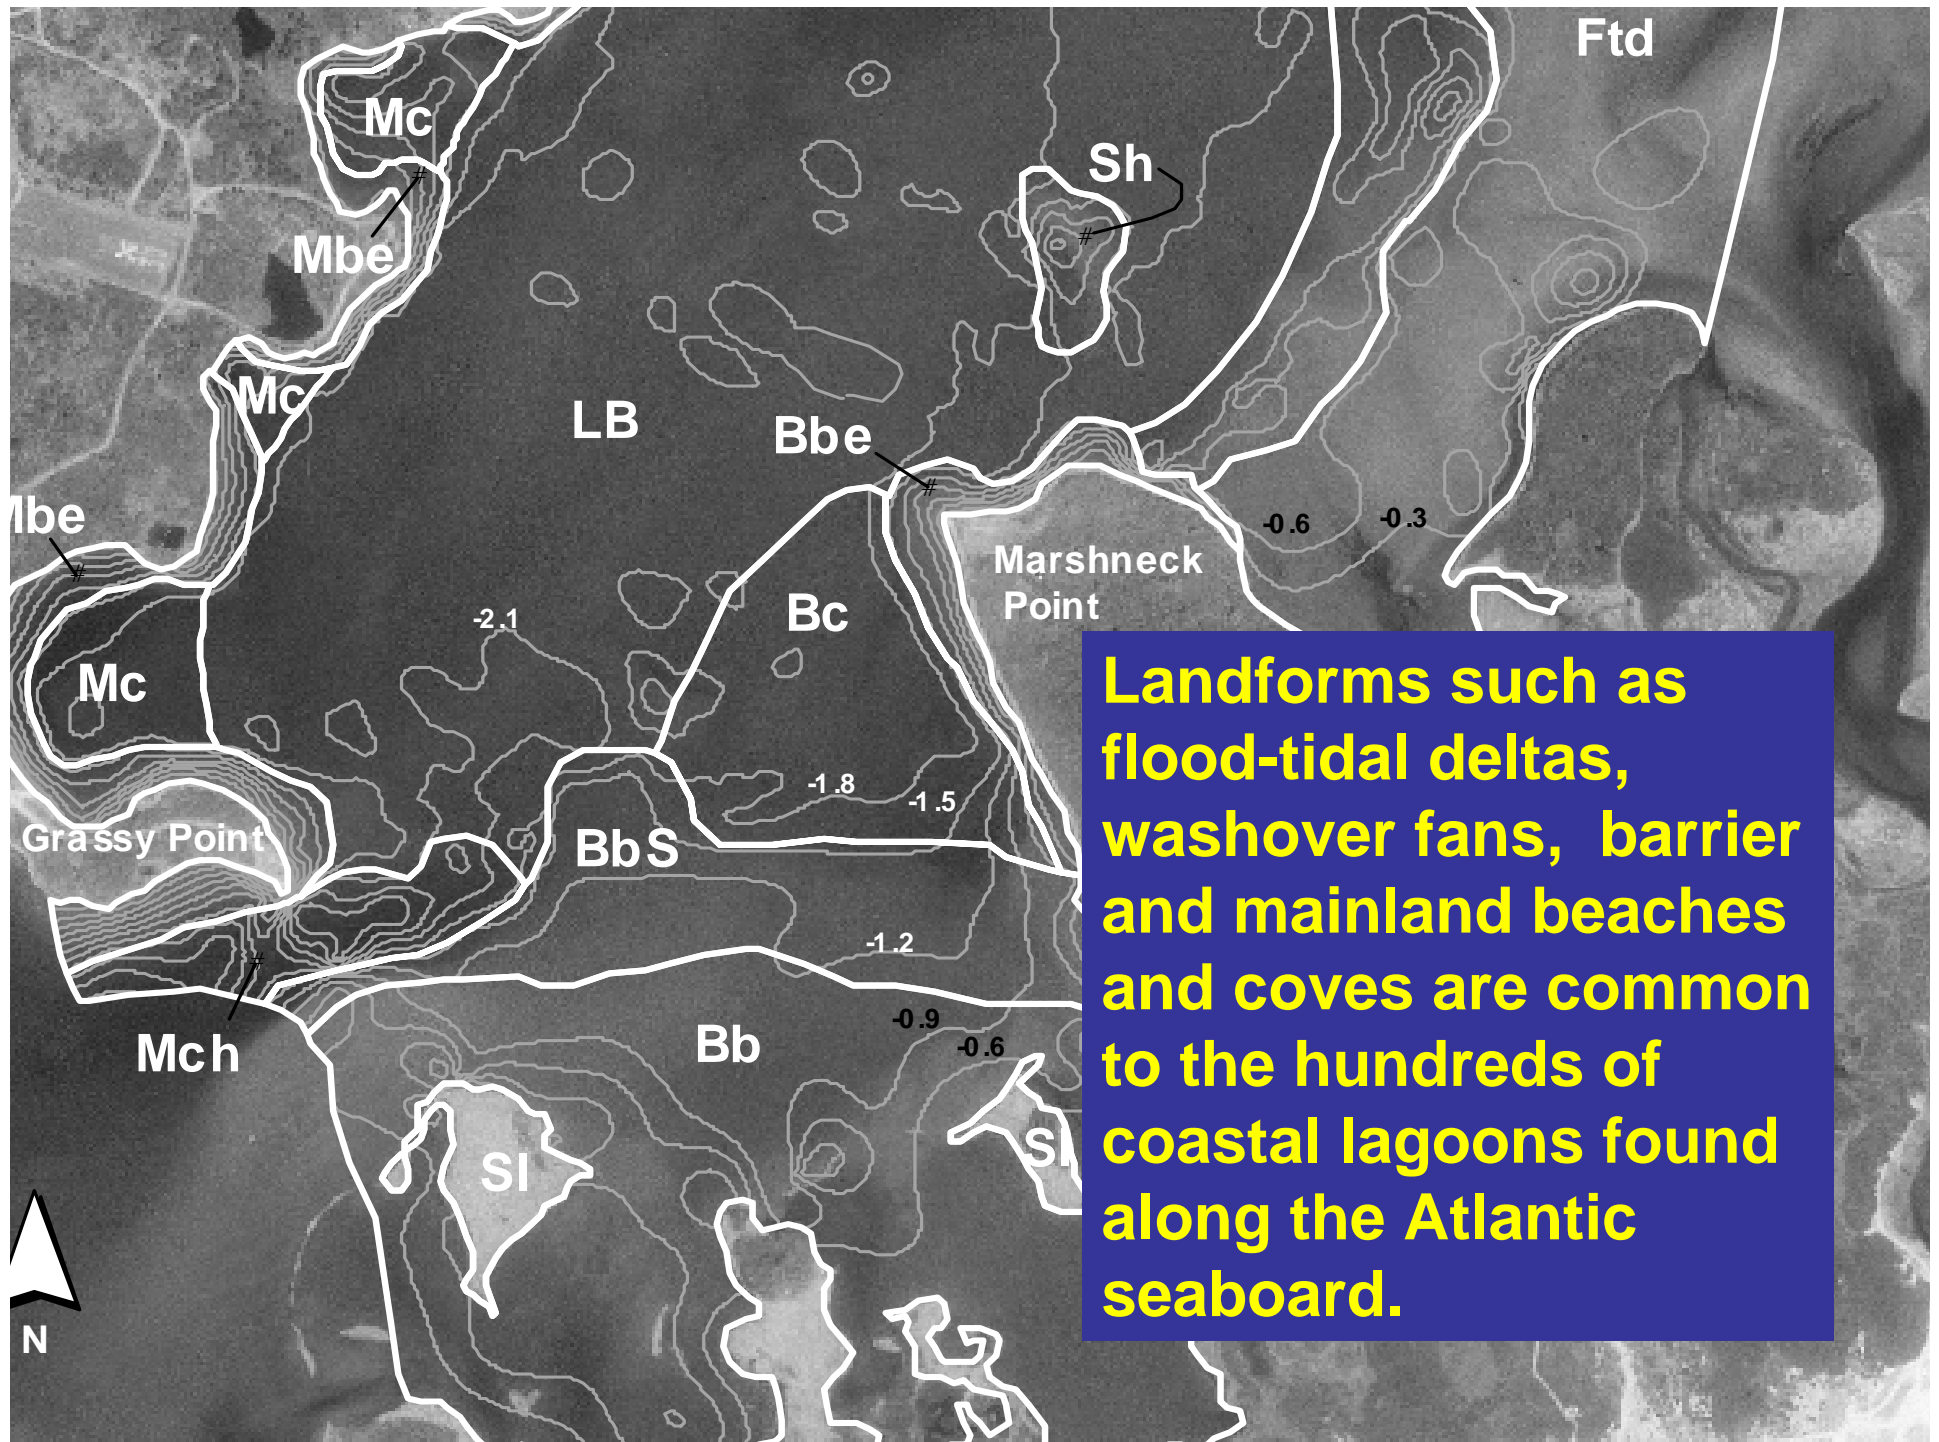 Ftd
Mc
Sh
Mbe
Mc
LB
Bbe
Mbe
-0.6
-0.3
Marshneck
Point
-2.1
Bc
Mc
-1.8
-1.5
Grassy Point
BbS
-1.2
-0.9
-0.6
Mch
Bb
SI
SI
N
Landforms such as
flood-tidal deltas,
washover fans, barrier
and mainland beaches
and coves are common
to the hundreds of
coastal lagoons found
along the Atlantic
seaboard.